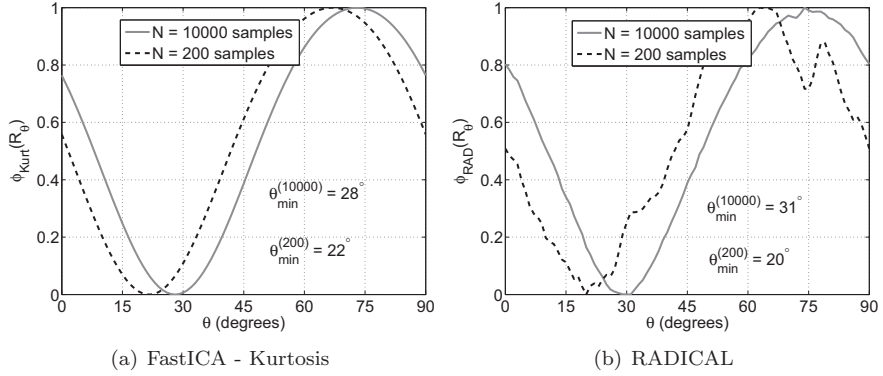 N = 10000 samples
N = 200 samples
ϕKurt(Rθ)
1
0.8
0.6
0.4
0.2
0
θmin(10000) = 28°
θmin(200) = 22°
0 15 30 45 60 75 90
θ (degrees)
(a) FastICA - Kurtosis
N = 10000 samples
N = 200 samples
ϕRAD(Rθ)
1
0.8
0.6
0.4
0.2
0
θmin(10000) = 31°
θmin(200) = 20°
0 15 30 45 60 75 90
θ (degrees)
(b) RADICAL